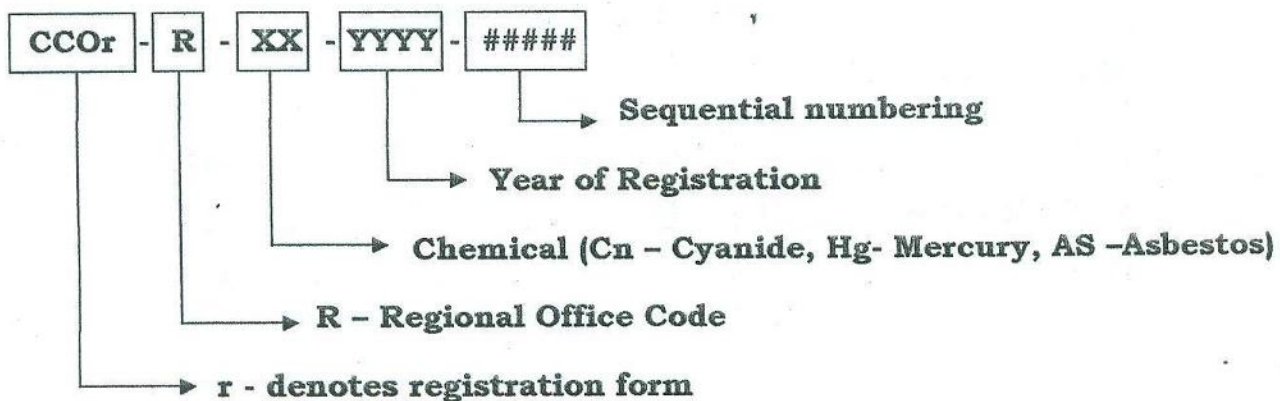 CCOr - R - XX - YYYY - #####
Sequential numbering
Year of Registration
Chemical (Cn – Cyanide, Hg- Mercury, AS –Asbestos)
R – Regional Office Code
r - denotes registration form